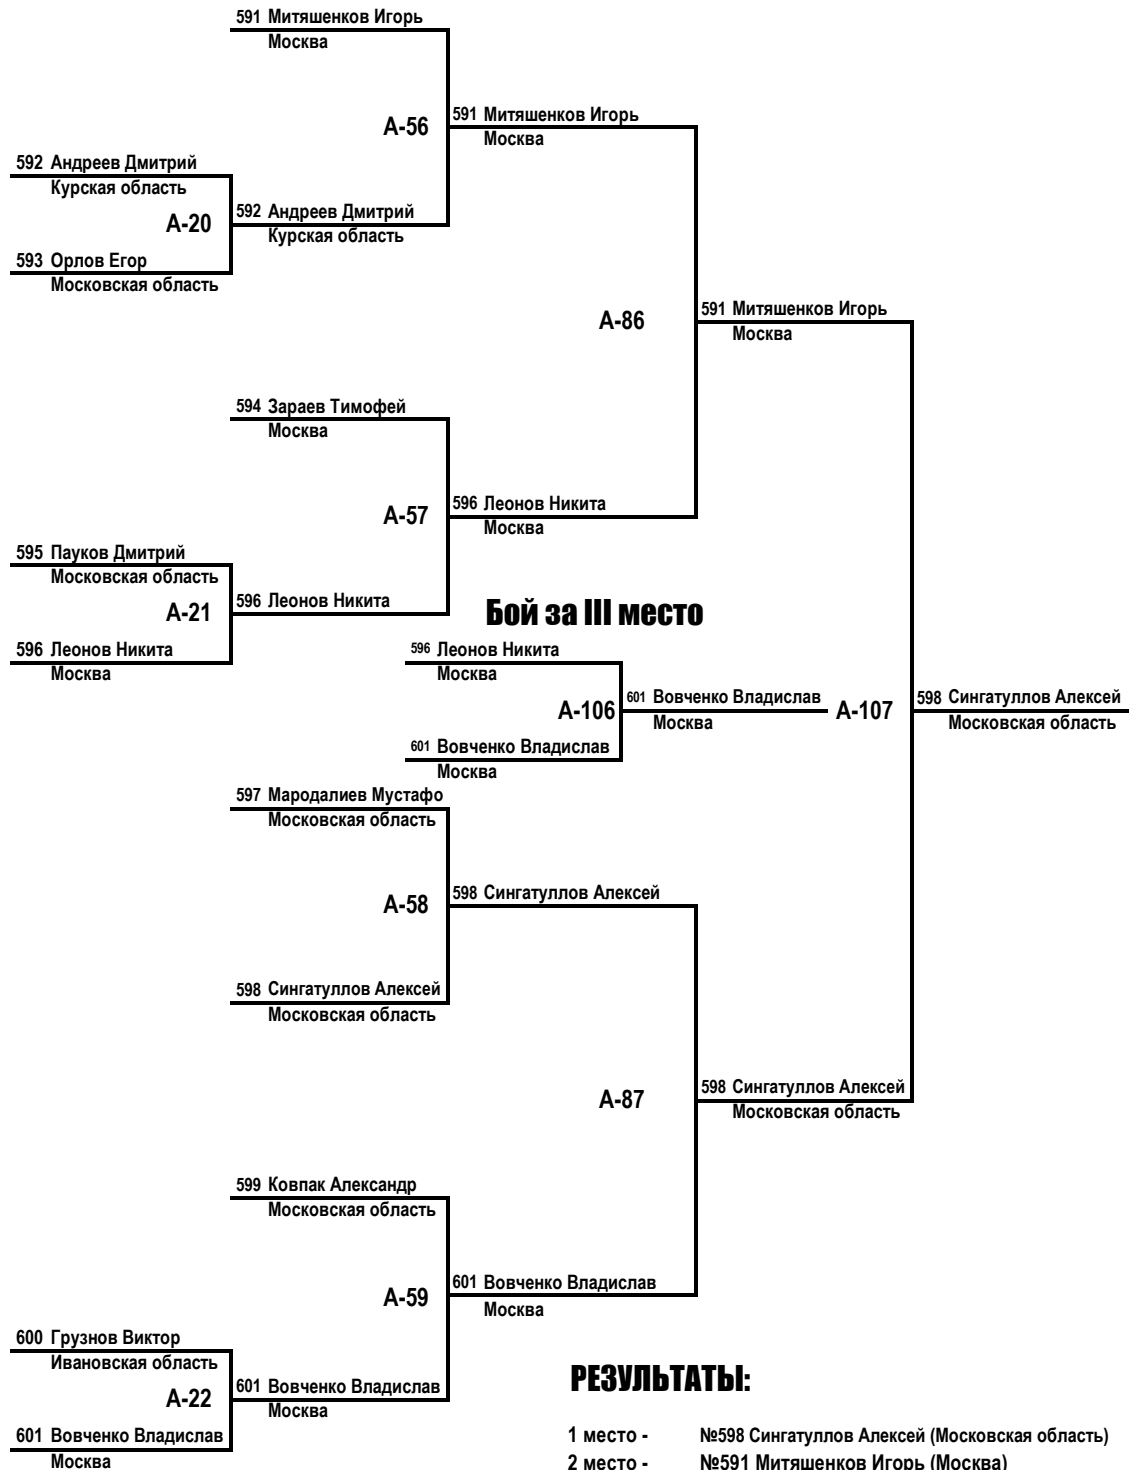 591 Митяшенков Игорь
Москва
А-56
591 Митяшенков Игорь
Москва
592 Андреев Дмитрий
Курская область
А-20
592 Андреев Дмитрий
Курская область
593 Орлов Егор
Московская область
А-86
591 Митяшенков Игорь
Москва
594 Зараев Тимофей
Москва
А-57
596 Леонов Никита
Москва
595 Пауков Дмитрий
Московская область
А-21
596 Леонов Никита
596 Леонов Никита
Москва
Бой за III место
596 Леонов Никита
Москва
А-106
601 Вовченко Владислав
Москва
601 Вовченко Владислав
Москва
А-107
598 Сингатуллов Алексей
Московская область
597 Мародалиев Мустафо
Московская область
А-58
598 Сингатуллов Алексей
598 Сингатуллов Алексей
Московская область
А-87
598 Сингатуллов Алексей
Московская область
599 Ковпак Александр
Московская область
А-59
601 Вовченко Владислав
Москва
600 Грузнов Виктор
Ивановская область
А-22
601 Вовченко Владислав
Москва
601 Вовченко Владислав
Москва
РЕЗУЛЬТАТЫ:
1 место - №598 Сингатуллов Алексей (Московская область)
2 место - №591 Митяшенков Игорь (Москва)